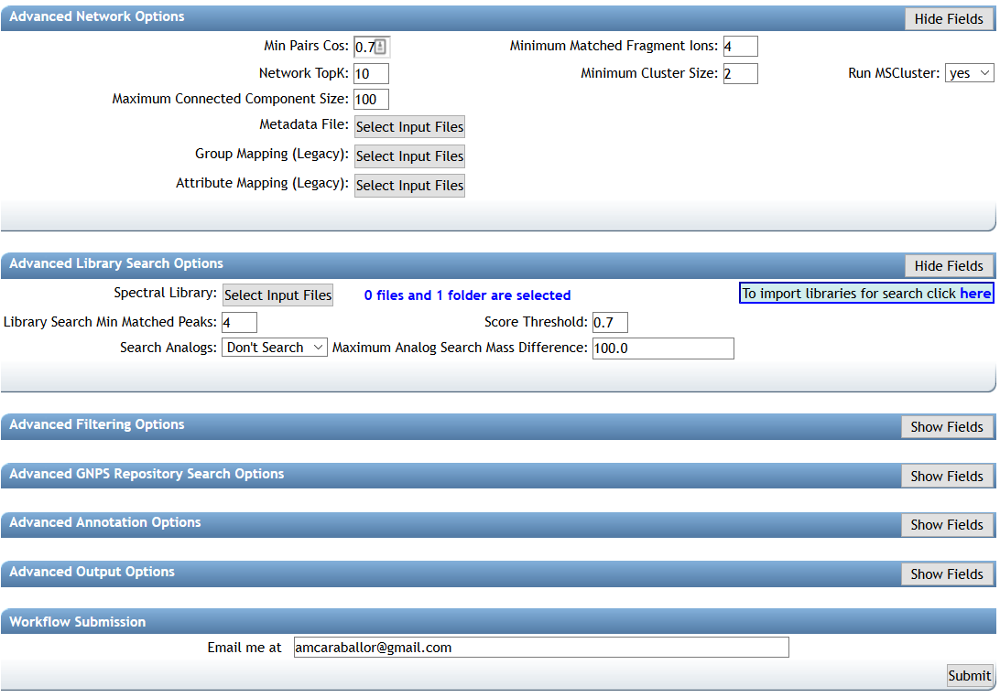 Advanced Network Options Hide Fields
Min Pairs Cos: 0.7 Minimum Matched Fragment Ions: 4
Network TopK: 10 Minimum Cluster Size: 2 Run MSCluster: yes
Maximum Connected Component Size: 100
Metadata File: Select Input Files
Group Mapping (Legacy): Select Input Files
Attribute Mapping (Legacy): Select Input Files
Advanced Library Search Options Hide Fields
Spectral Library: Select Input Files 0 files and 1 folder are selected To import libraries for search click here
Library Search Min Matched Peaks: 4 Score Threshold: 0.7
Search Analogs: Don't Search Maximum Analog Search Mass Difference: 100.0
Advanced Filtering Options Show Fields
Advanced GNPS Repository Search Options Show Fields
Advanced Annotation Options Show Fields
Advanced Output Options Show Fields
Workflow Submission
Email me at amcaraballor@gmail.com
Submit